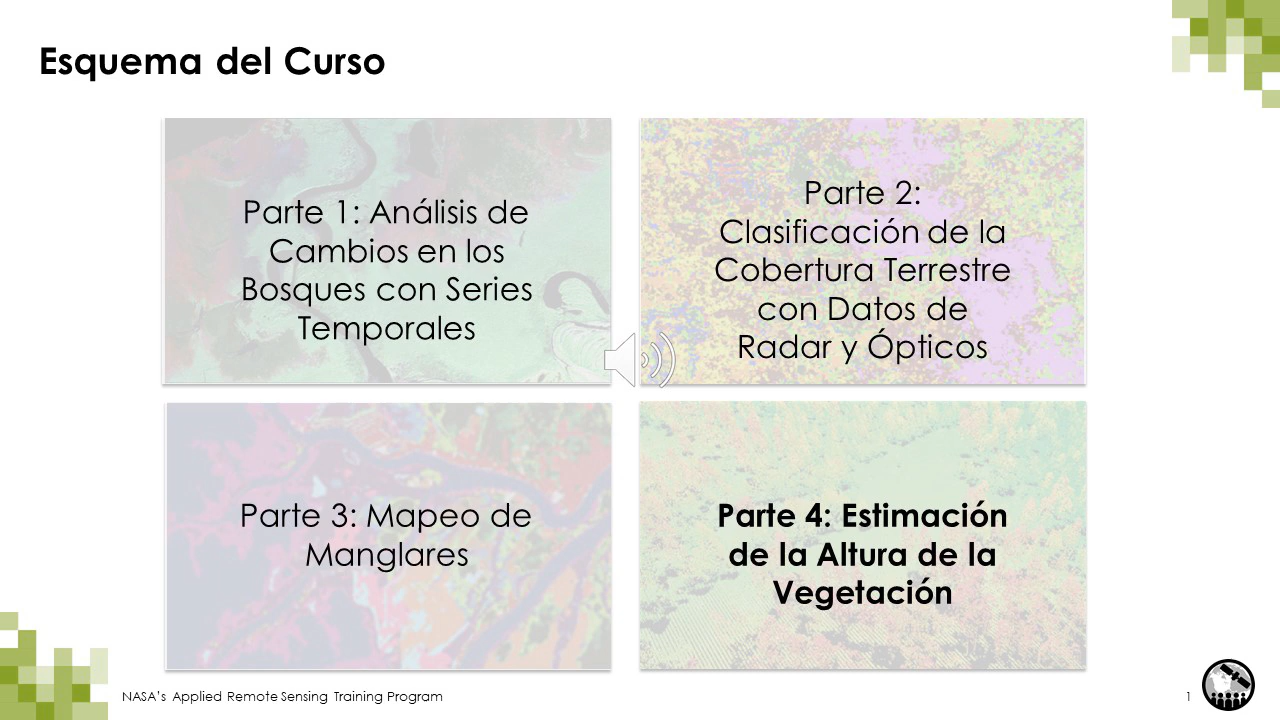 Esquema del Curso
Parte 1: Análisis de
Cambios en los
Bosques con Series
Temporales
Parte 2:
Clasificación de la
Cobertura Terrestre
con Datos de
Radar y Ópticos
Parte 3: Mapeo de
Manglares
Parte 4: Estimación
de la Altura de la
Vegetación
NASA's Applied Remote Sensing Training Program
1